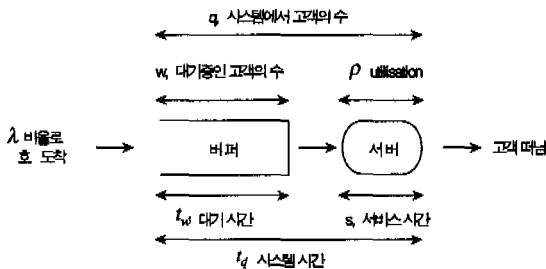 q, 시스템에서 고객의 수
w, 대기중인 고객의 수
ρ utilisation
λ 비율로
호 도착
버퍼
서버
고객 떠남
t_w 대기 시간
s, 서비스 시간
t_q 시스템 시간